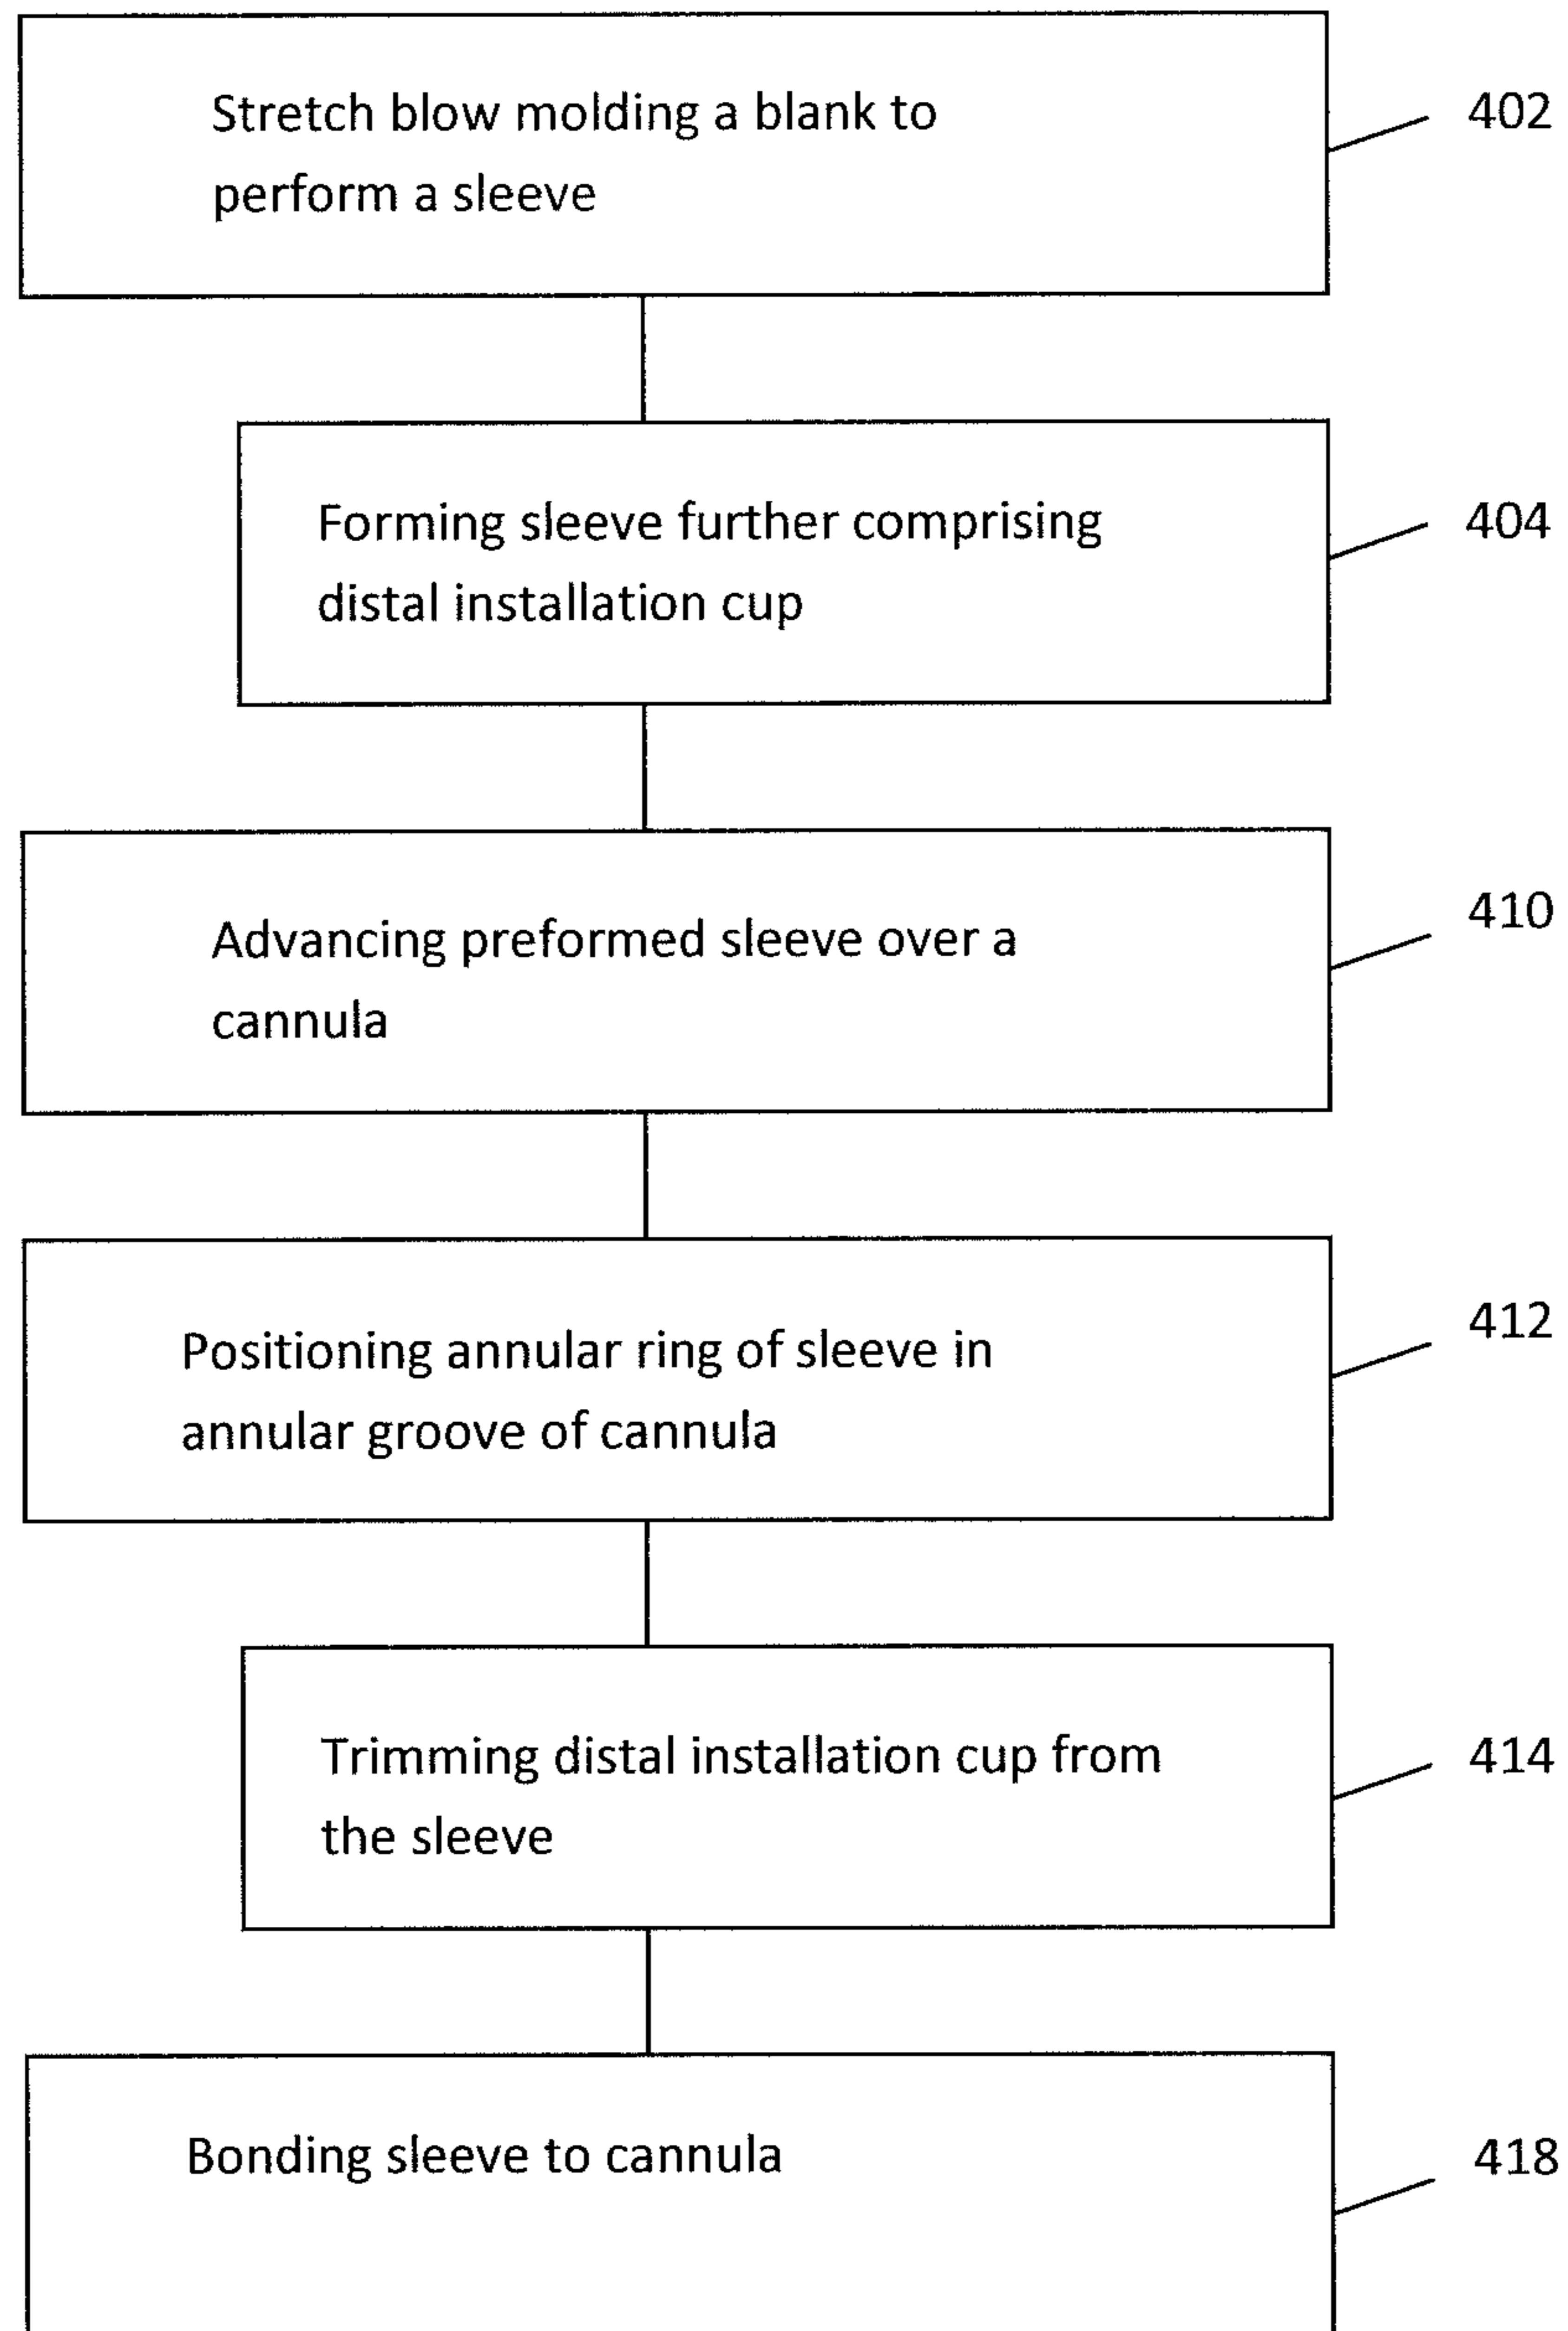 Stretch blow molding a blank to
perform a sleeve
402
Forming sleeve further comprising
distal installation cup
404
Advancing preformed sleeve over a
cannula
410
Positioning annular ring of sleeve in
annular groove of cannula
412
Trimming distal installation cup from
the sleeve
414
Bonding sleeve to cannula
418